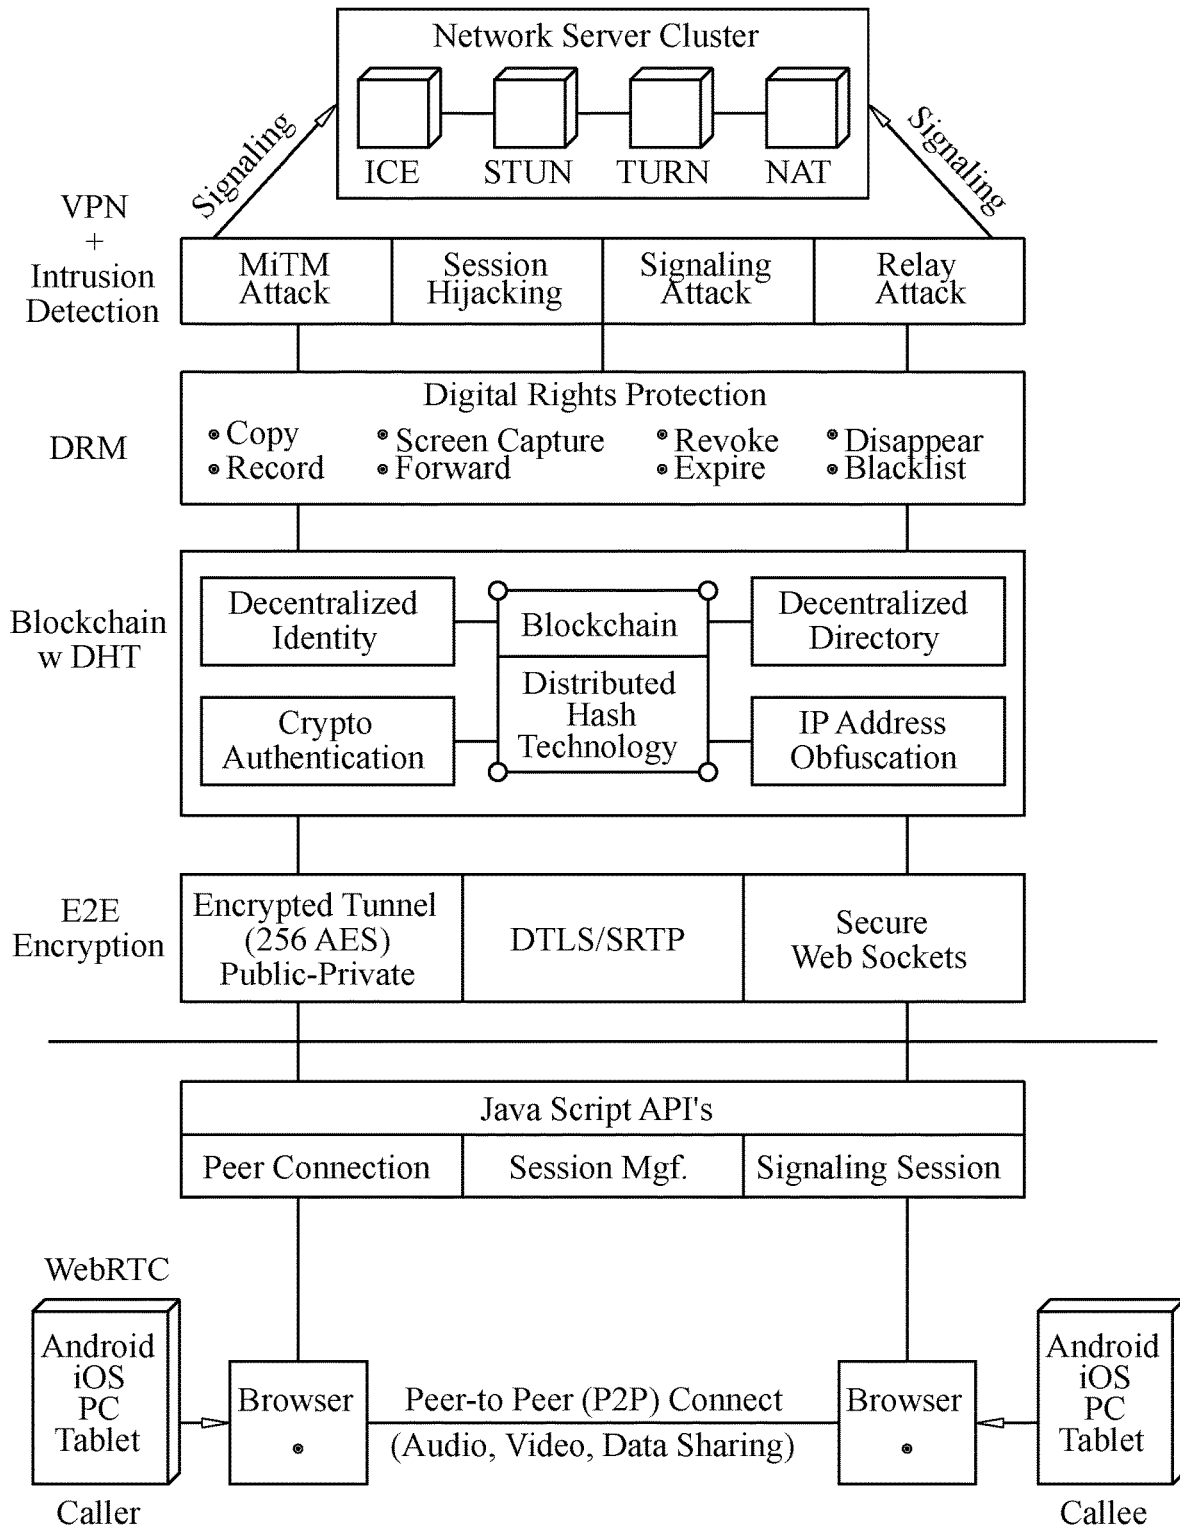 Network Server Cluster
ICE
STUN
TURN
NAT
Signaling
Signaling
VPN
+
Intrusion
Detection
MiTM
Attack
Session
Hijacking
Signaling
Attack
Relay
Attack
DRM
Digital Rights Protection
Copy
Record
Screen Capture
Forward
Revoke
Expire
Disappear
Blacklist
Blockchain
w DHT
Decentralized
Identity
Blockchain
Decentralized
Directory
Crypto
Authentication
Distributed
Hash
Technology
IP Address
Obfuscation
E2E
Encryption
Encrypted Tunnel
(256 AES)
Public-Private
DTLS/SRTP
Secure
Web Sockets
Java Script API's
Peer Connection
Session Mgf.
Signaling Session
WebRTC
Android
iOS
PC
Tablet
Caller
Browser
Peer-to Peer (P2P) Connect
(Audio, Video, Data Sharing)
Browser
Android
iOS
PC
Tablet
Callee